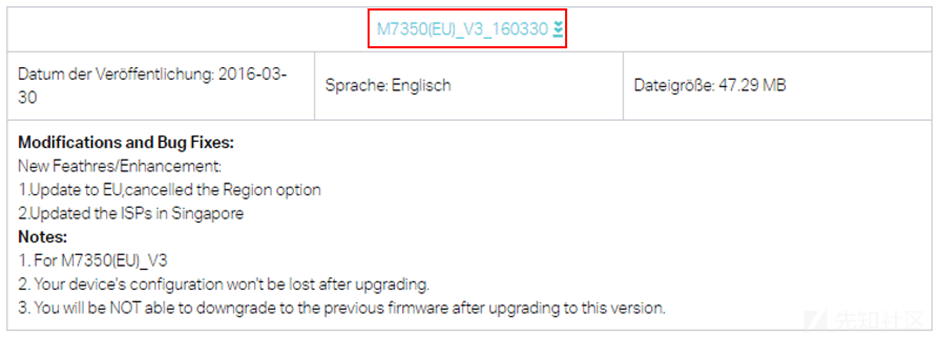 M7350(EU)_V3_160330
Datum der Veröffentlichung: 2016-03-
30
Sprache: Englisch
Dateigröße: 47.29 MB
Modifications and Bug Fixes:
New Feathres/Enhancement:
1.Update to EU,cancelled the Region option
2.Updated the ISPs in Singapore
Notes:
1. For M7350(EU)_V3
2. Your device's configuration won't be lost after upgrading.
3. You will be NOT able to downgrade to the previous firmware after upgrading to this version.
先知社区